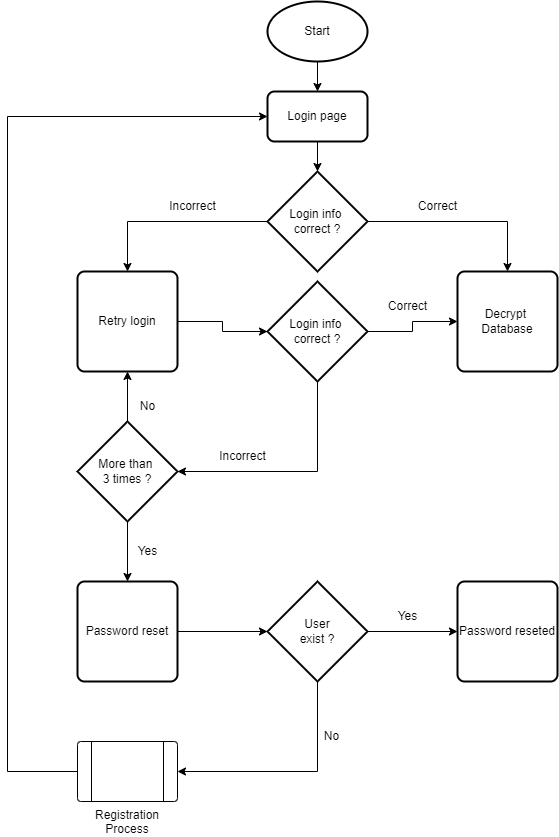 Start
Login page
Incorrect
Correct
Login info
correct ?
Retry login
Login info
correct ?
Correct
Decrypt
Database
No
More than
3 times ?
Incorrect
Yes
Password reset
User
exist ?
Yes
Password reseted
No
Registration
Process